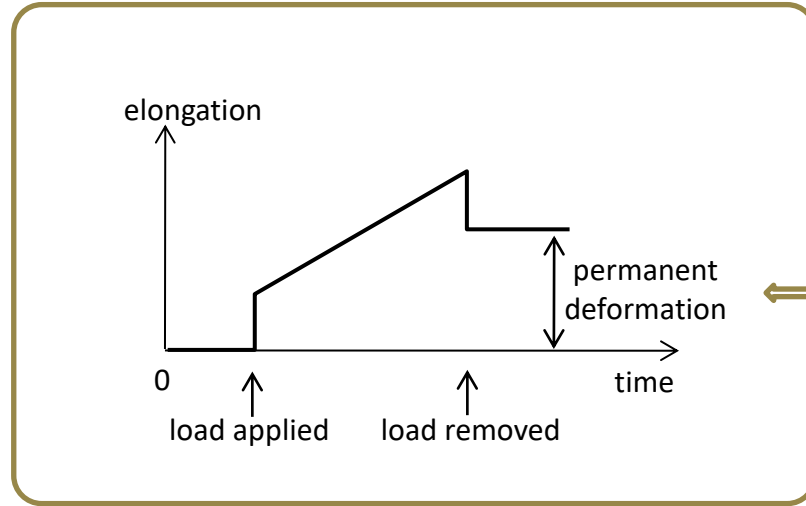 elongation
permanent
deformation
0
time
load applied
load removed